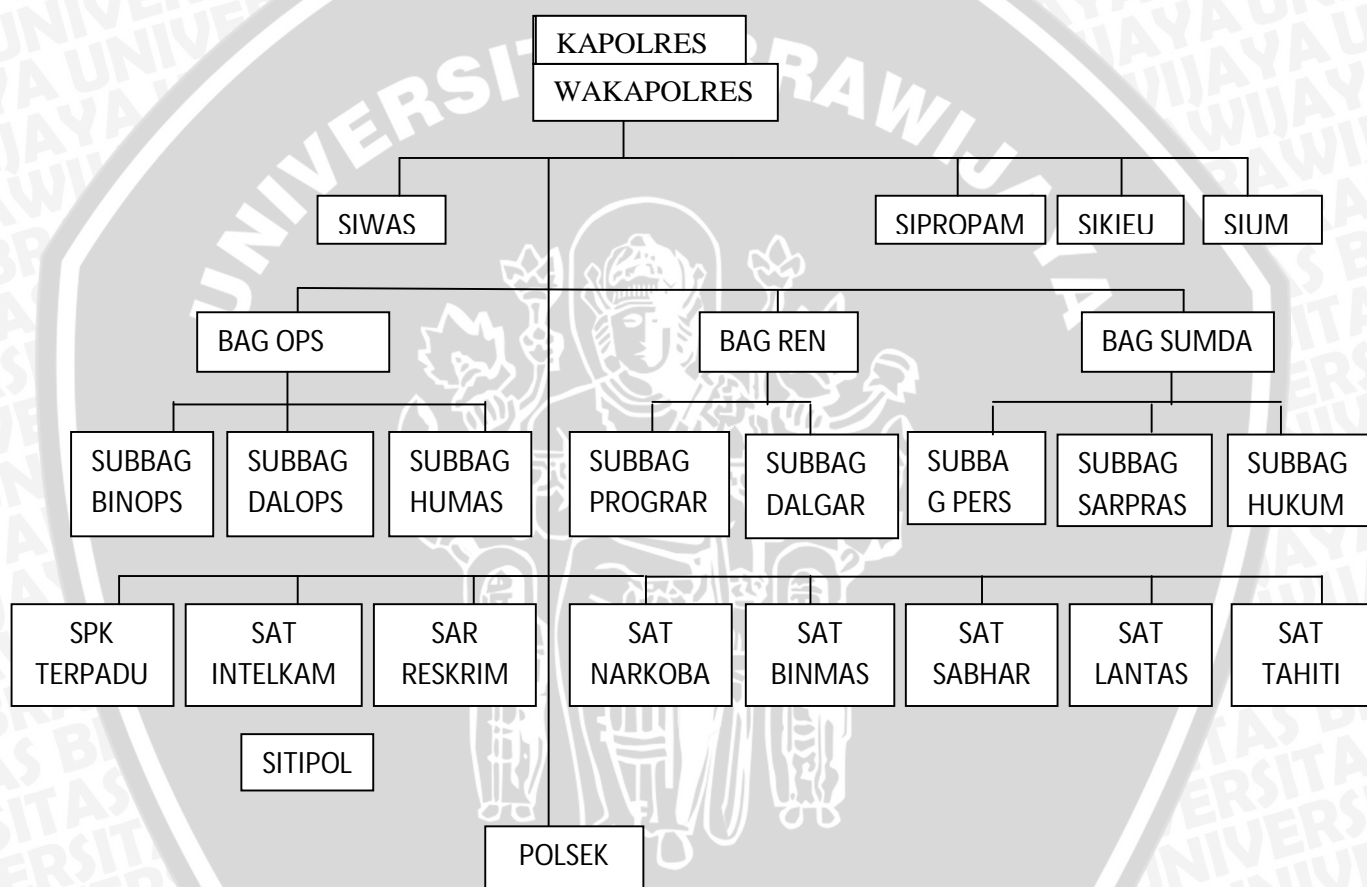 KAPOLRES
WAKAPOLRES
UNIVERSITAS BRAWIJAYA
SIWAS
SIPROPAM
SIKIEU
SIUM
BAG OPS
BAG REN
BAG SUMDA
SUBBAG
BINOPS
SUBBAG
DALOPS
SUBBAG
HUMAS
SUBBAG
PROGRAR
SUBBAG
DALGAR
SUBBA
G PERS
SUBBAG
SARPRAS
SUBBAG
HUKUM
SPK
TERPADU
SAT
INTELKAM
SAR
RESKRIM
SAT
NARKOBA
SAT
BINMAS
SAT
SABHAR
SAT
LANTAS
SAT
TAHITI
SITIPOL
POLSEK